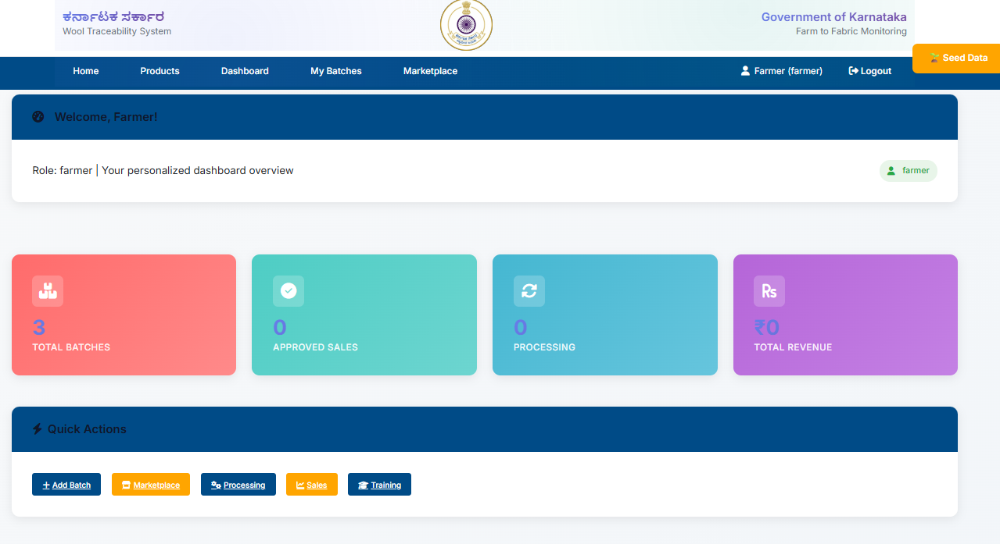 ಕರ್ನಾಟಕ ಸರ್ಕಾರ
Wool Traceability System
Government of Karnataka
Farm to Fabric Monitoring
Seed Data
Home Products Dashboard My Batches Marketplace Farmer (farmer) Logout
Welcome, Farmer!
Role: farmer | Your personalized dashboard overview
farmer
3
TOTAL BATCHES
0
APPROVED SALES
0
PROCESSING
Rs
₹0
TOTAL REVENUE
Quick Actions
Add Batch Marketplace Processing Sales Training